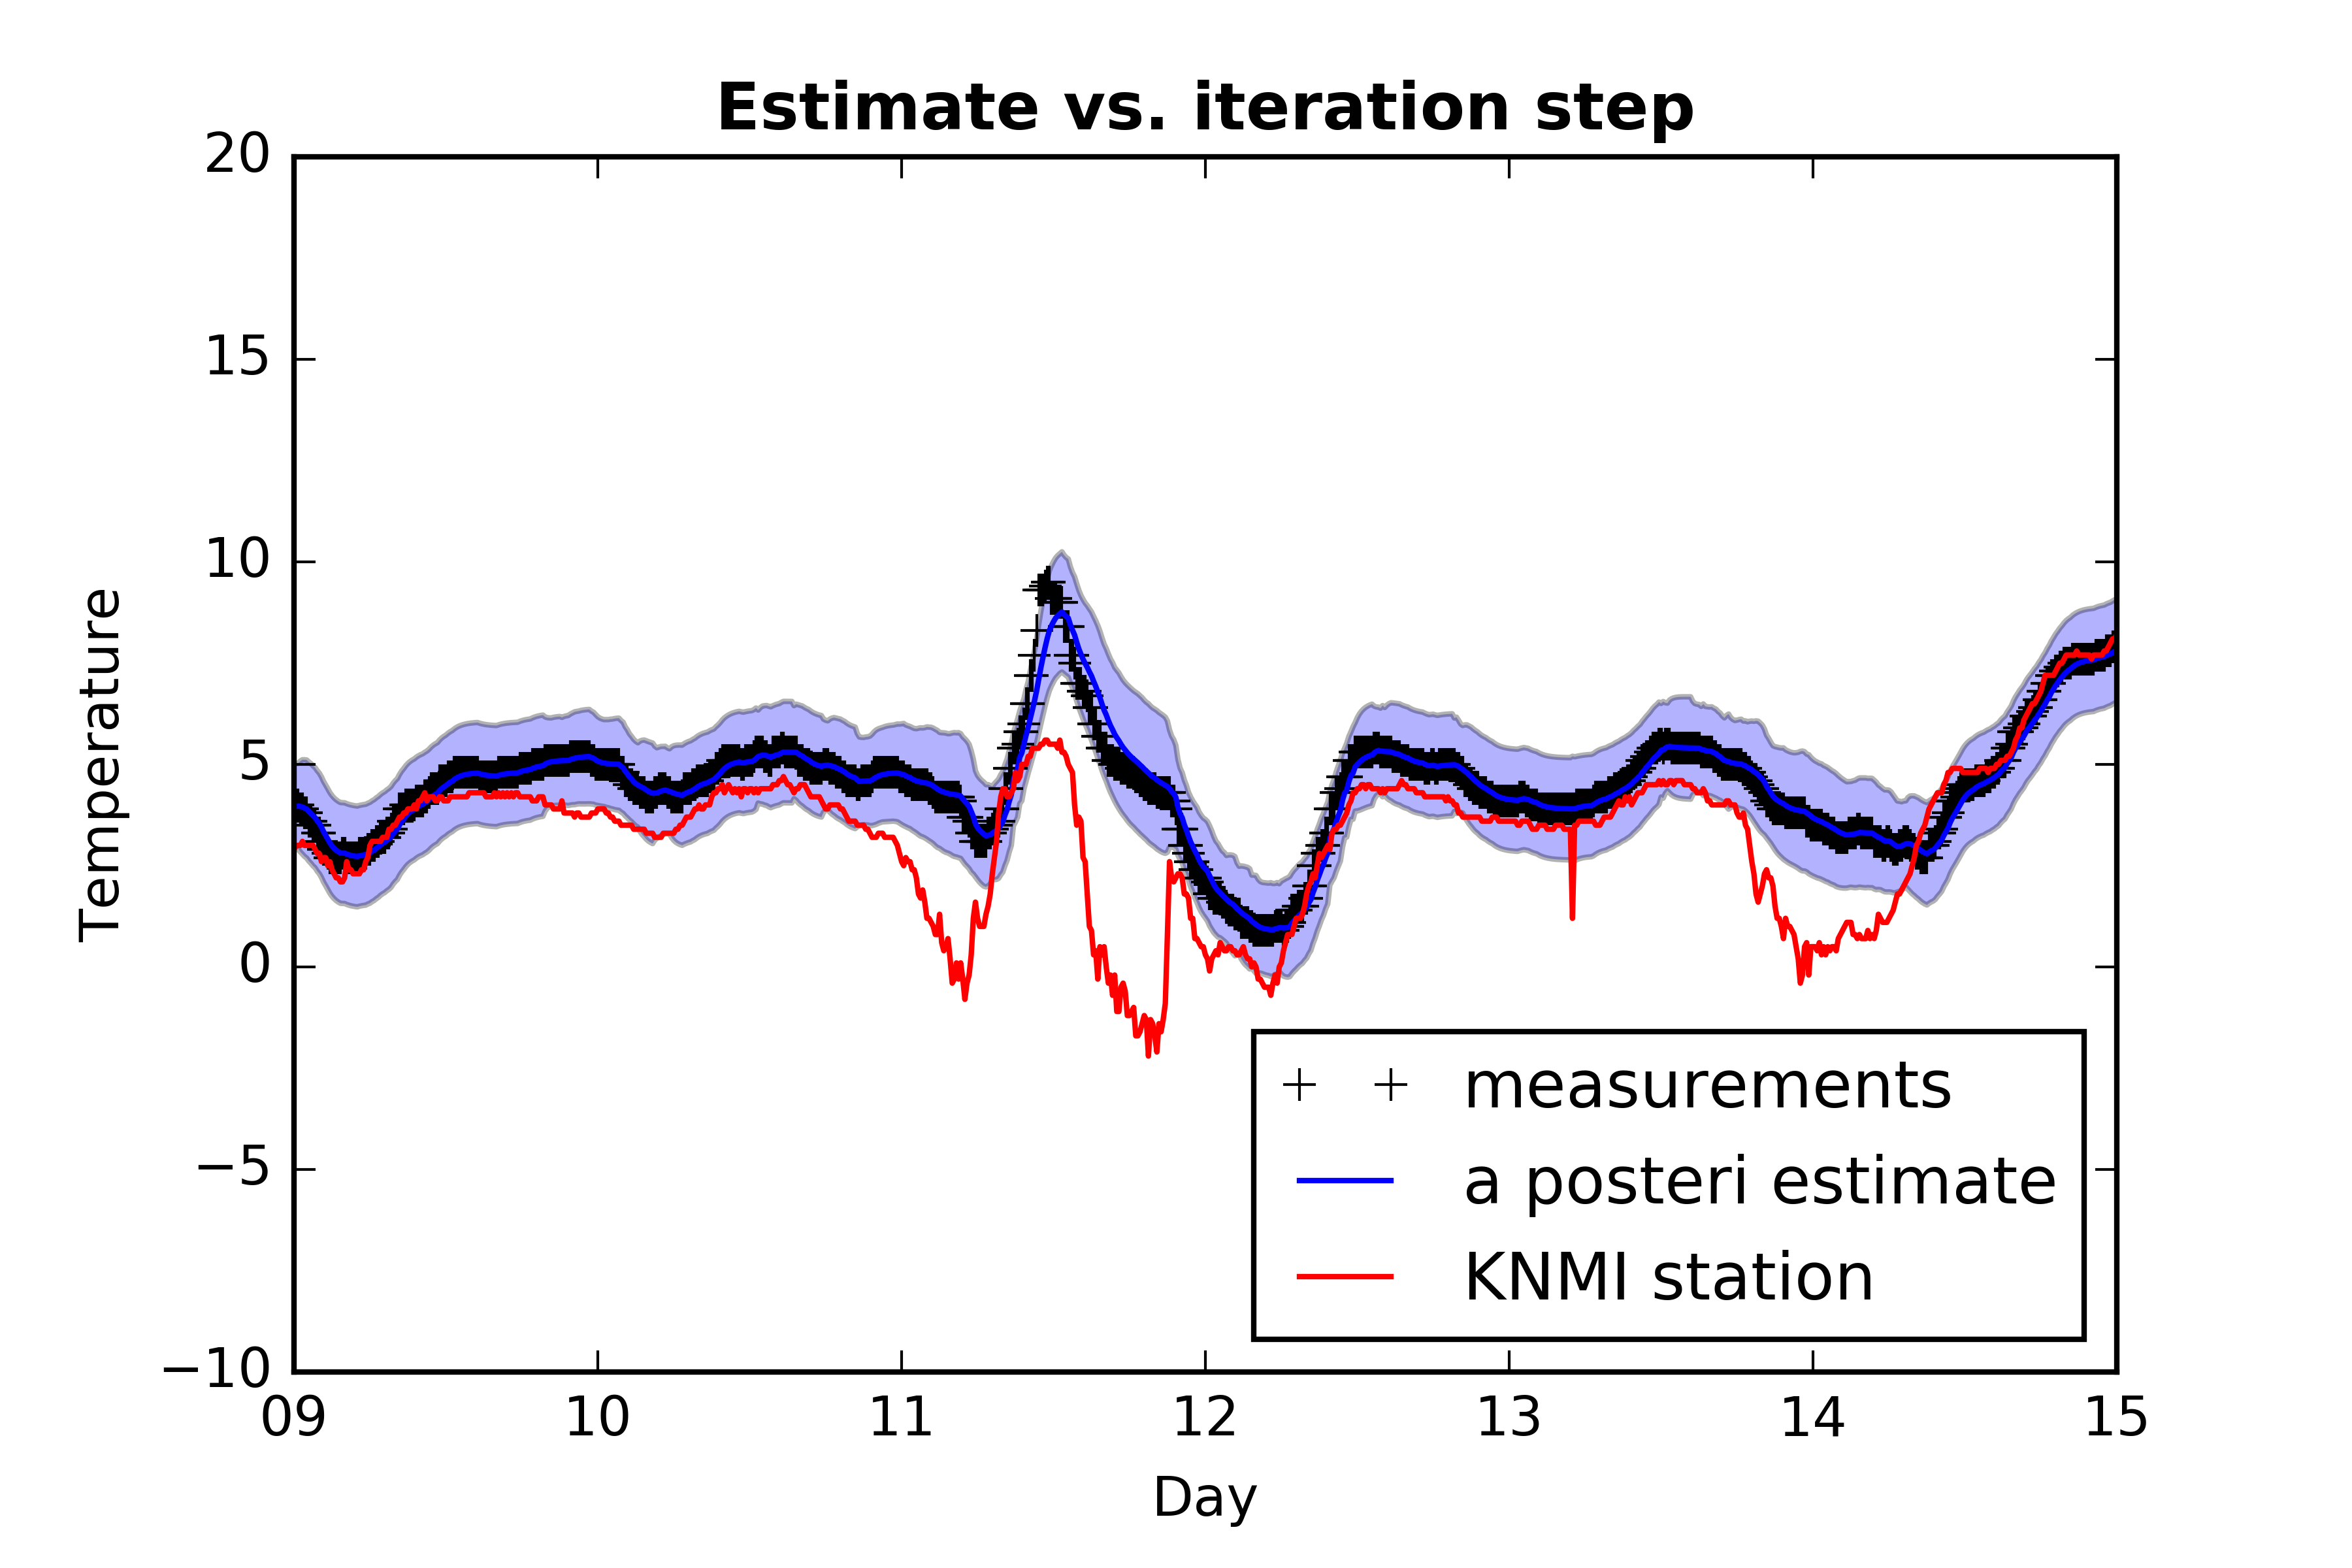 Estimate vs. iteration step
20
15
10
5
0
−5
−10
Temperature
measurements
a posteri estimate
KNMI station
09 10 11 12 13 14 15
Day